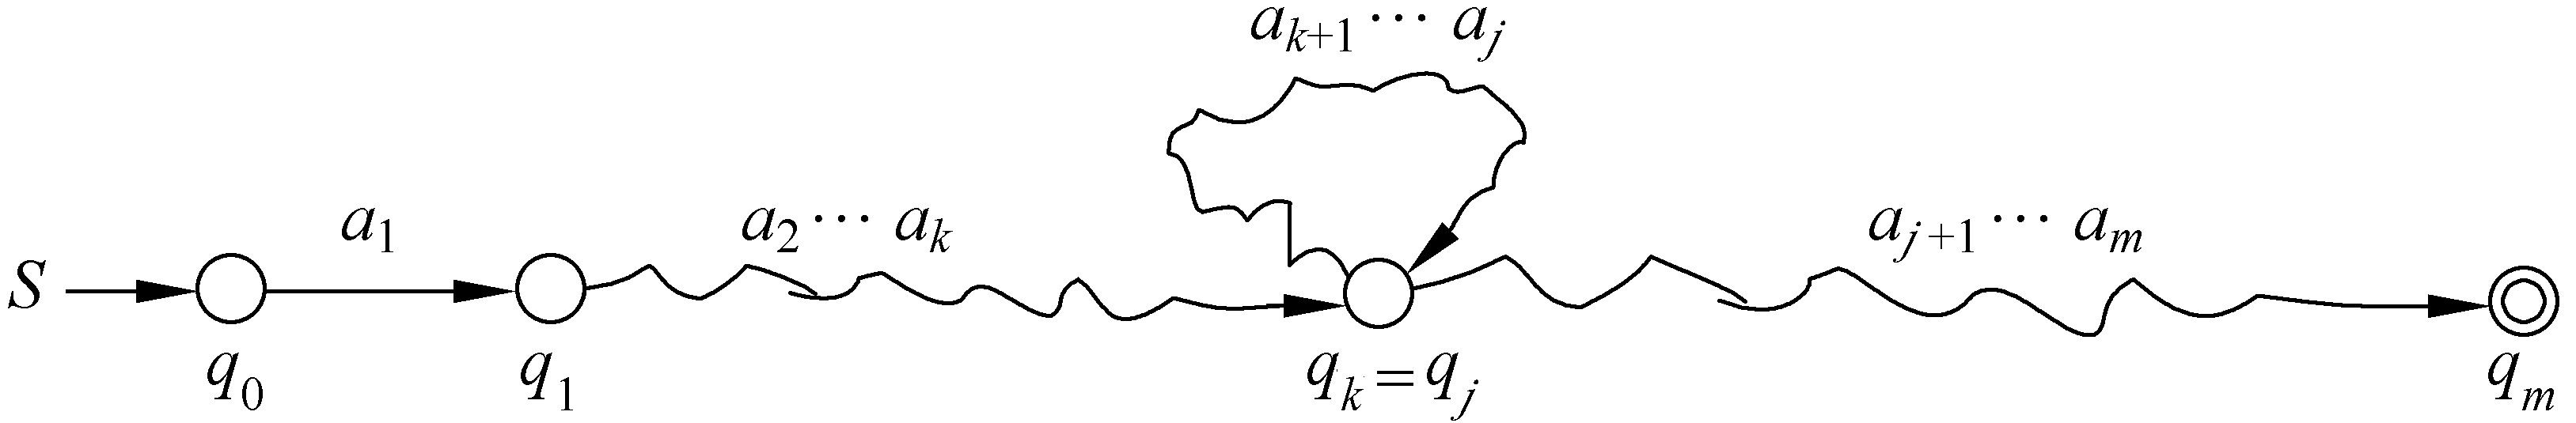 a_{k+1} ⋯ a_j
a_1 a_2 ⋯ a_k a_{j+1} ⋯ a_m
S
q_0 q_1 q_k = q_j q_m